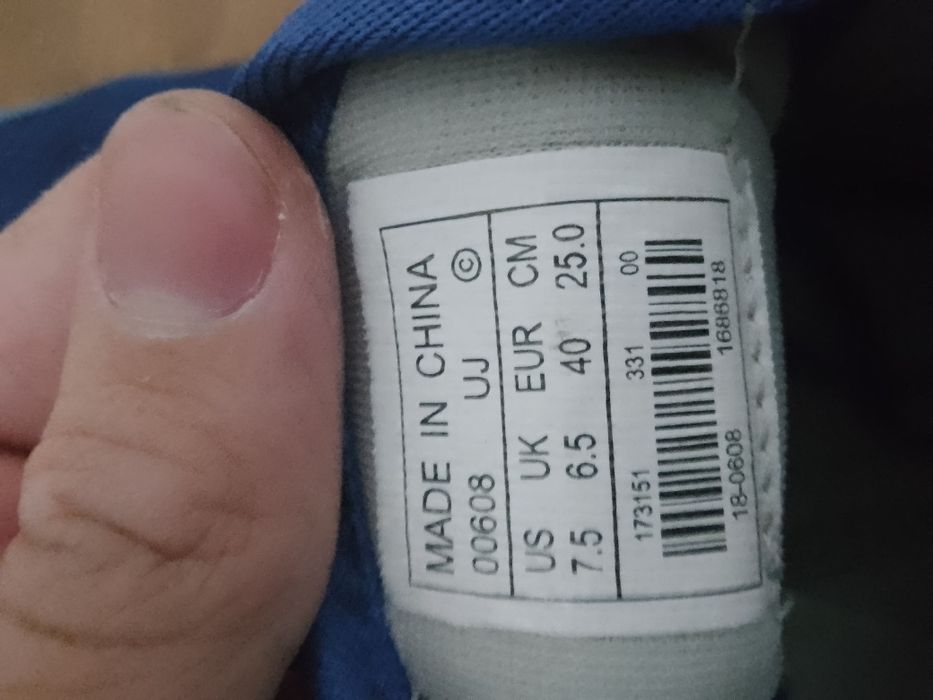 MADE IN CHINA
00608 UJ ©
US UK EUR CM
7.5 6.5 40 25.0
173151 331 00
18-0608 1686818